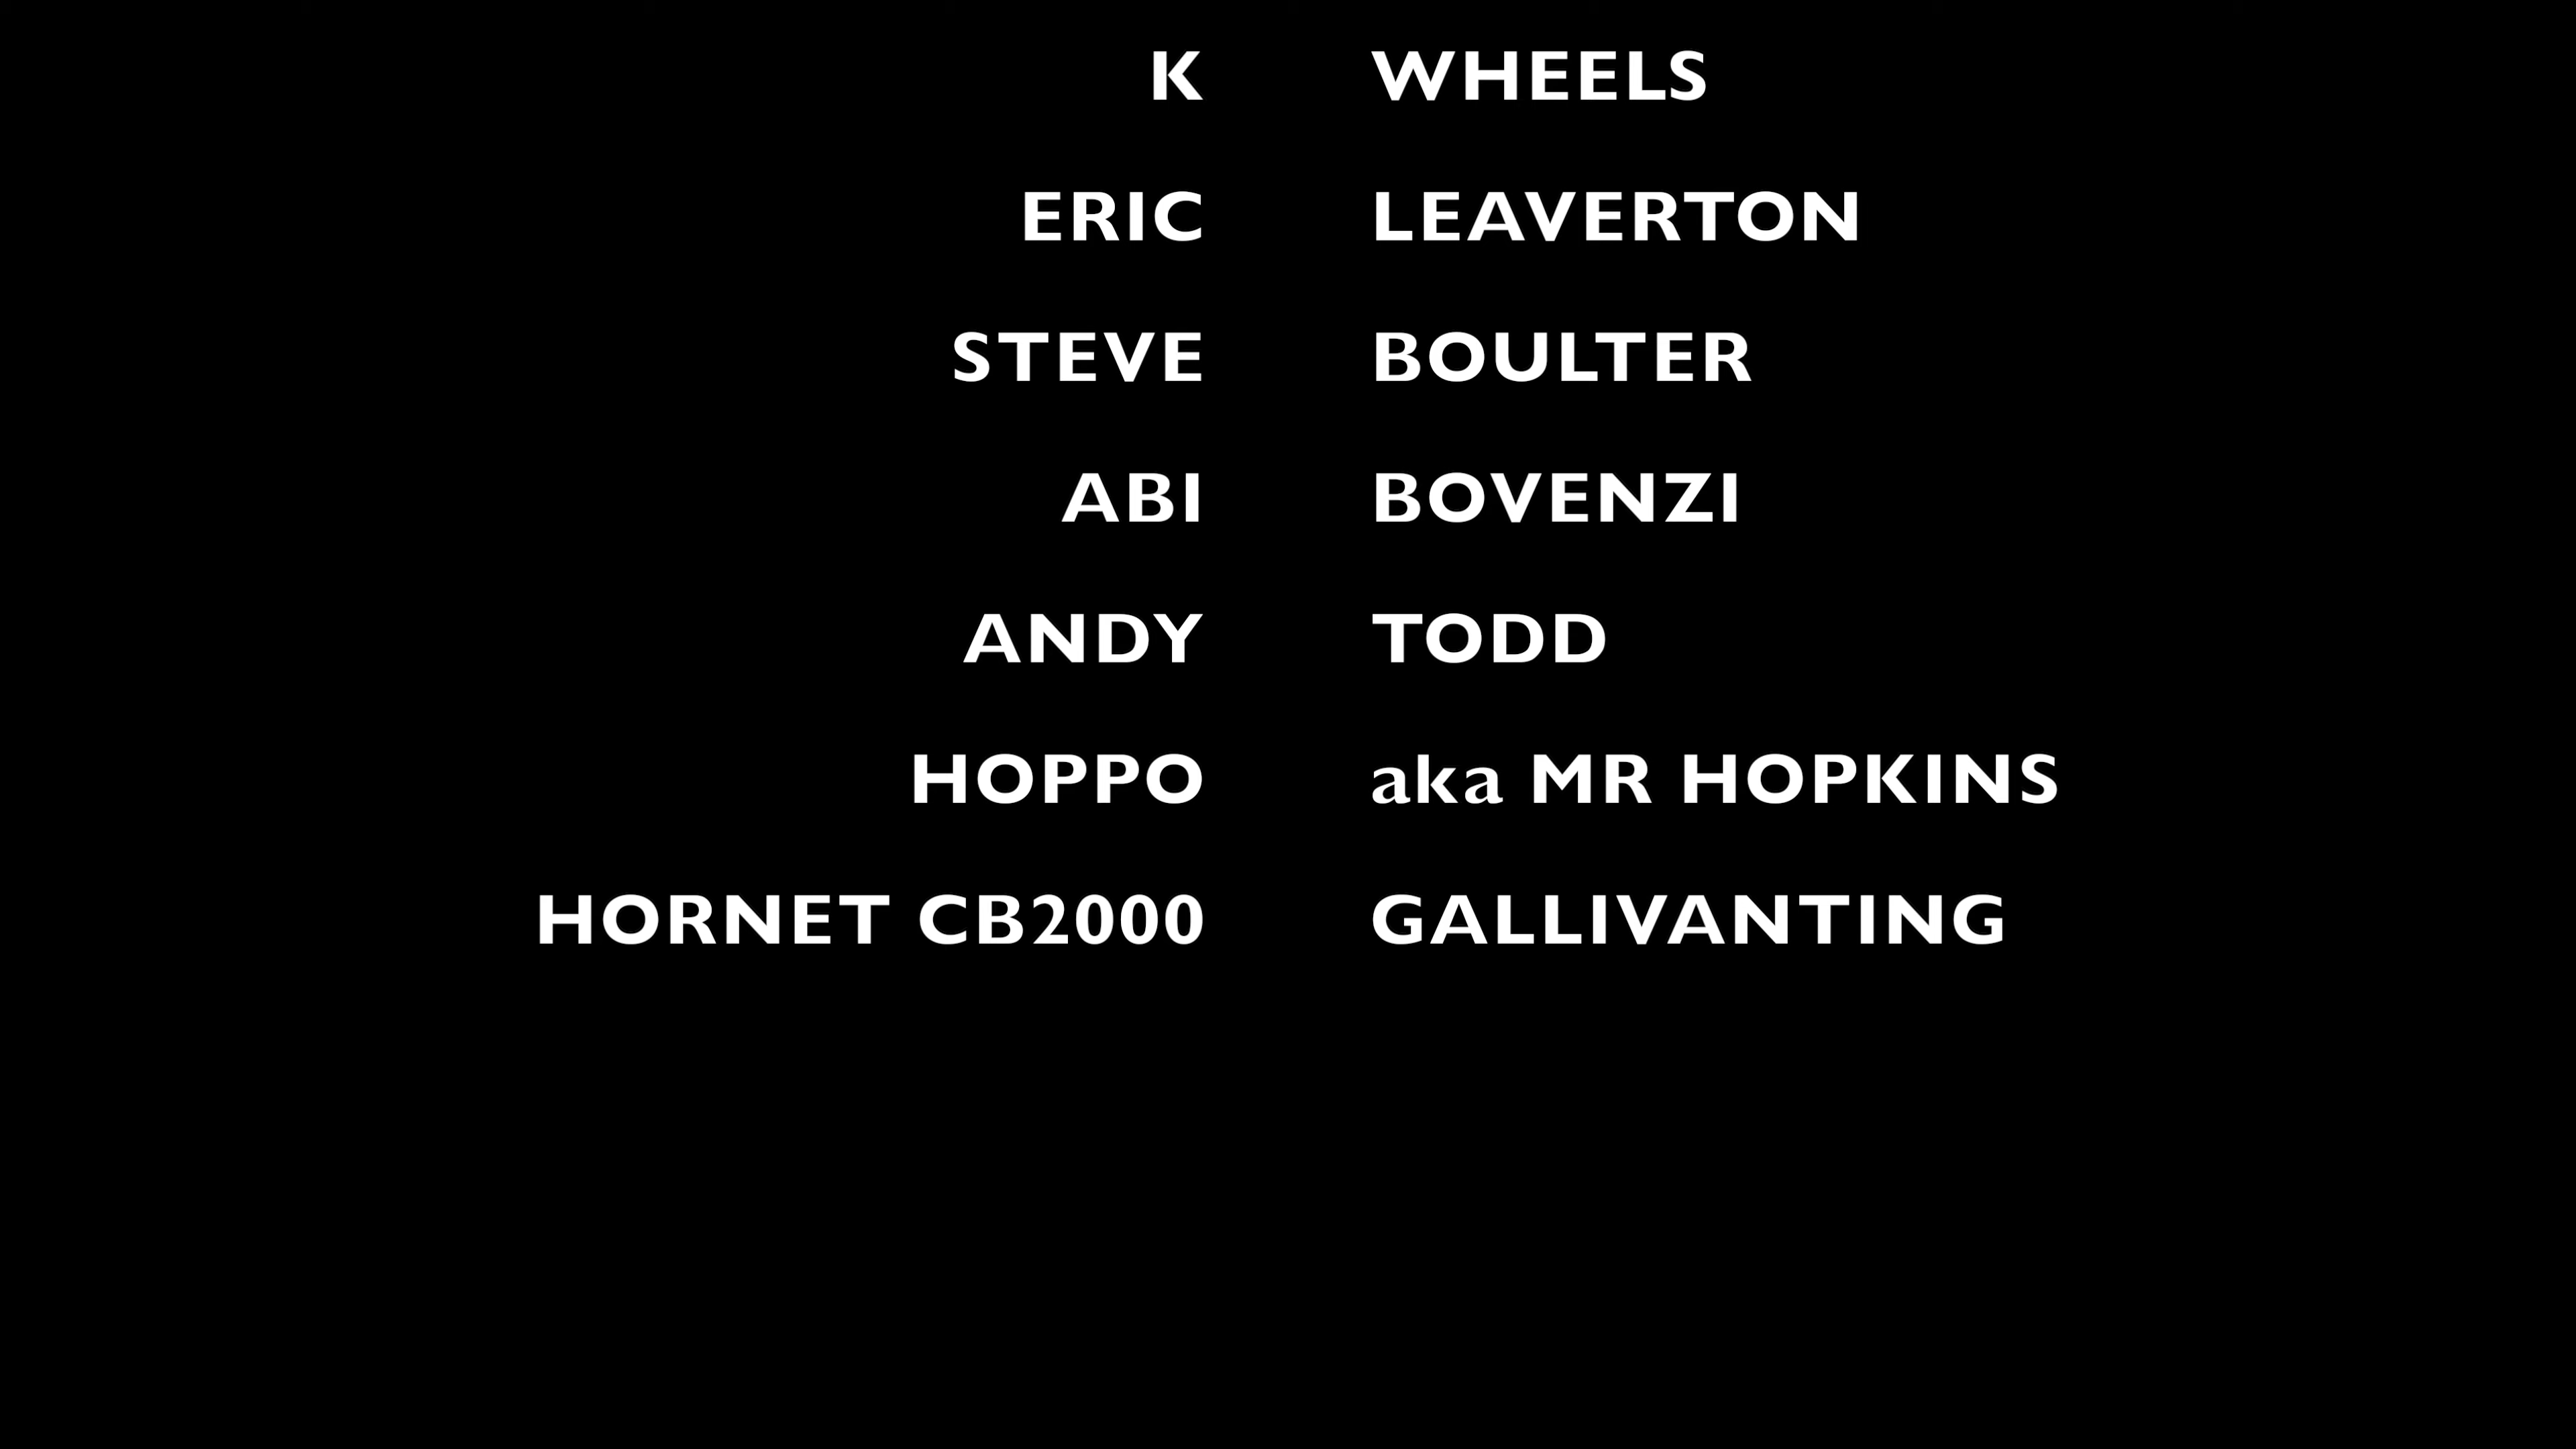 K WHEELS
ERIC LEAVERTON
STEVE BOULTER
ABI BOVENZI
ANDY TODD
HOPPO aka MR HOPKINS
HORNET CB2000 GALLIVANTING